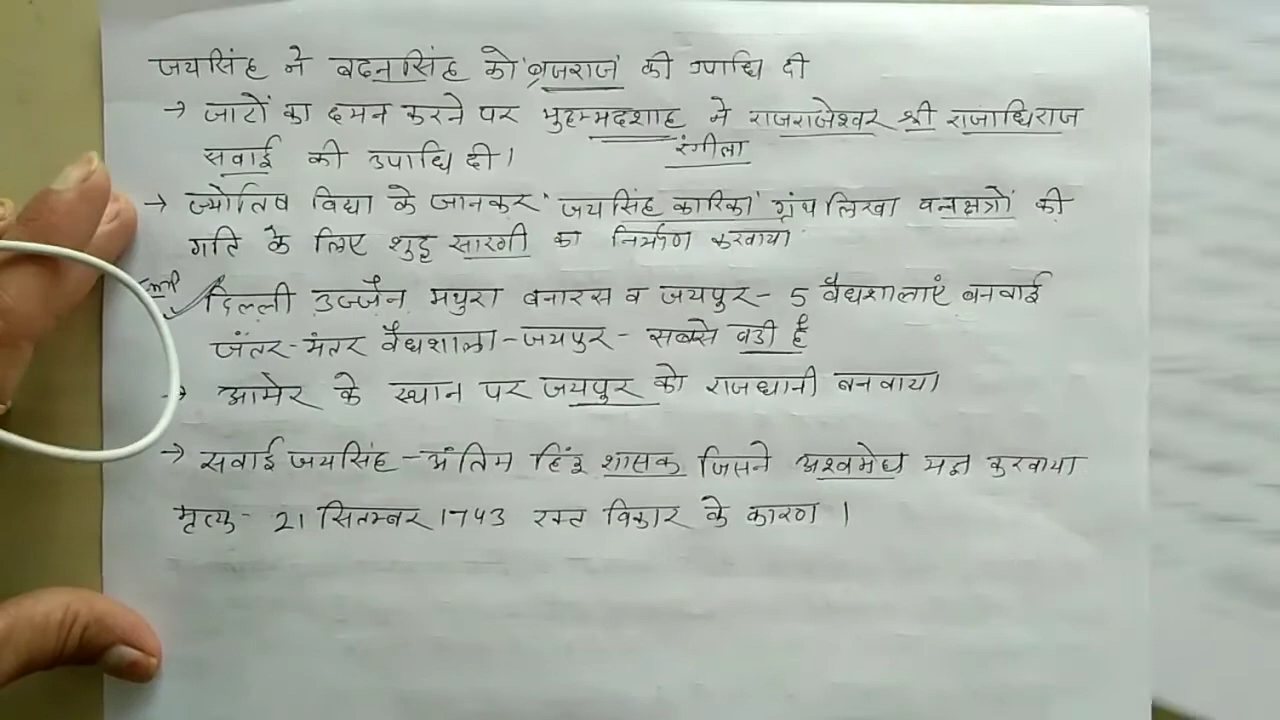 जयसिंह ने बदनसिंह को 'ब्रजराज' की उपाधि दी
→ जाटों का दमन करने पर मुहम्मदशाह ने राजराजेश्वर श्री राजाधिराज
रंगीला
सवाई की उपाधि दी।
→ ज्योतिष विद्या के जानकर 'जयसिंह कारिका' ग्रंथ लिखा व नक्षत्रों की
गति के लिए शुद्ध सारणी का निर्माण करवाया
Imp दिल्ली उज्जैन मथुरा बनारस व जयपुर - 5 वैधशालाएं बनवाई
जंतर-मंतर वैधशाला - जयपुर - सबसे बडी है
→ आमेर के स्थान पर जयपुर को राजधानी बनवाया
→ सवाई जयसिंह - अंतिम हिंदू शासक जिसने अश्वमेध यज्ञ करवाया
मृत्यु - 21 सितम्बर 1743 रक्त विकार के कारण।